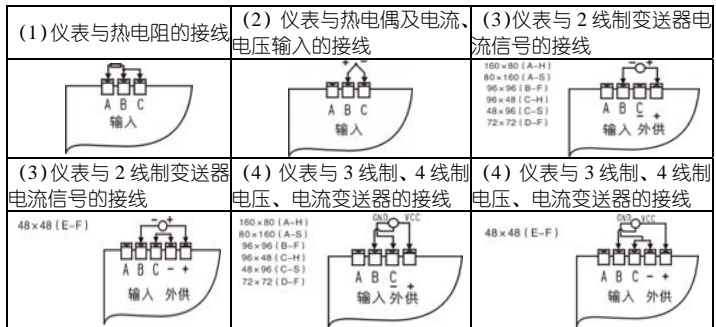 (1)仪表与热电阻的接线
(2) 仪表与热电偶及电流、
电压输入的接线
(3)仪表与 2 线制变送器电
流信号的接线
A B C
输入
+ -
A B C
输入
160×80 (A-H)
80×160 (A-S)
96×96 (B-F)
96×48 (C-H)
48×96 (C-S)
72×72 (D-F)
- +
A B C
- +
输入 外供
(3)仪表与 2 线制变送器
电流信号的接线
(4) 仪表与 3 线制、4 线制
电压、电流变送器的接线
(4) 仪表与 3 线制、4 线制
电压、电流变送器的接线
48×48 (E-F)
- +
A B C - +
输入 外供
160×80 (A-H)
80×160 (A-S)
96×96 (B-F)
96×48 (C-H)
48×96 (C-S)
72×72 (D-F)
GND VCC
A B C
- +
输入 外供
48×48 (E-F)
GND VCC
A B C - +
输入 外供